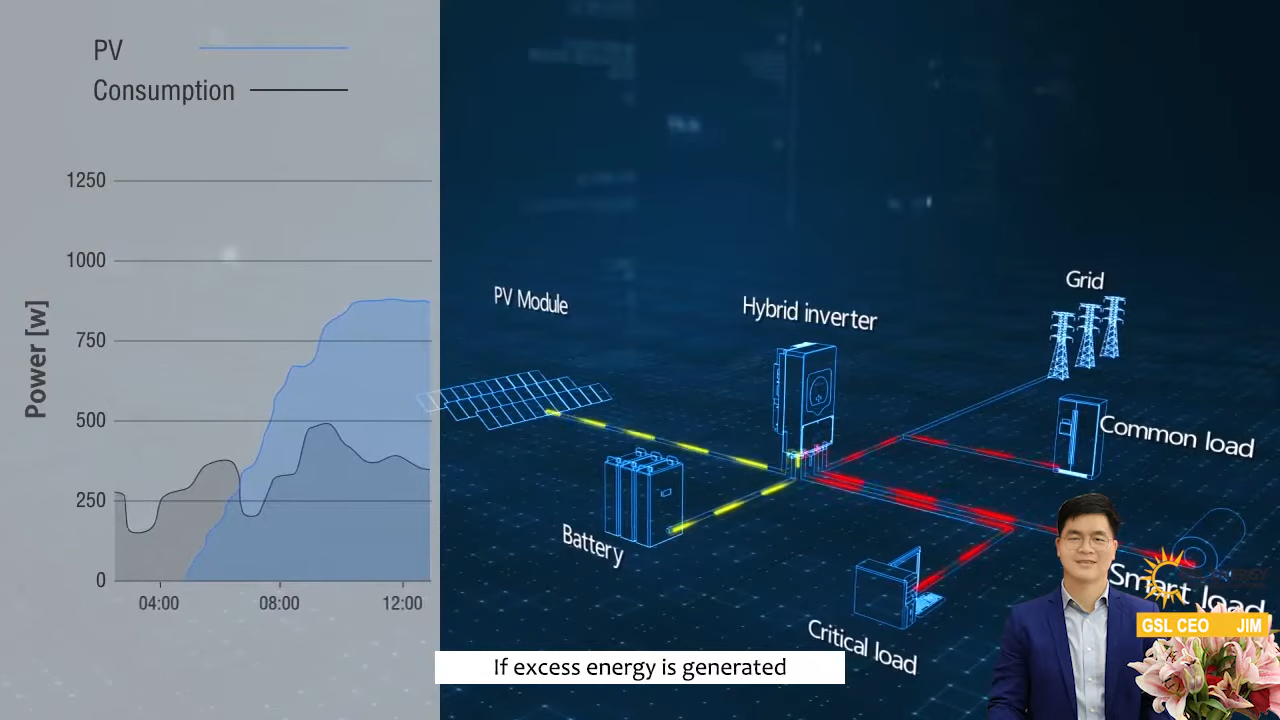 PV
Consumption
1250
1000
750
500
250
0
Power [w]
04:00
08:00
12:00
PV Module
Hybrid inverter
Grid
Common load
Battery
Smart load
Critical load
GSL CEO JIM
If excess energy is generated